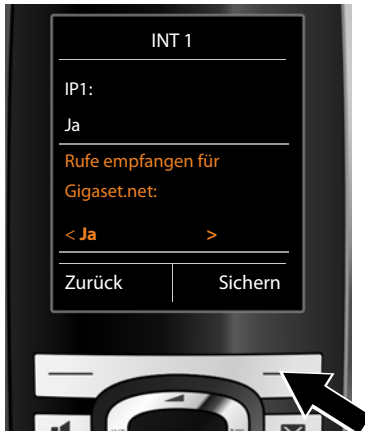 INT 1
IP1:
Ja
Rufe empfangen für
Gigaset.net:
< Ja >
Zurück Sichern